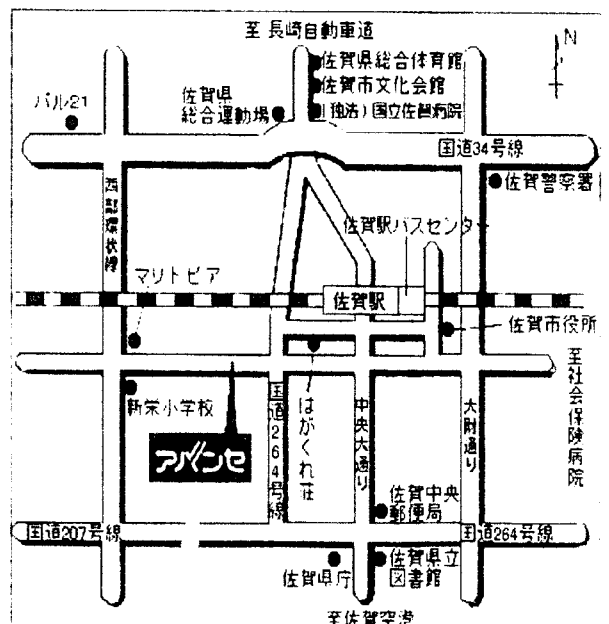 至 長崎自動車道
N
佐賀県総合体育館
佐賀市文化会館
(独法)国立佐賀病院
佐賀県
総合運動場
パル21
国道34号線
佐賀警察署
西部環状線
佐賀駅バスセンター
マリトピア
佐賀駅
佐賀市役所
至社会保険病院
新栄小学校
国道264号線
はがくれ荘
中央大通り
大財通り
アバンセ
佐賀中央
郵便局
国道207号線
国道264号線
佐賀県庁
佐賀県立
図書館
至佐賀空港